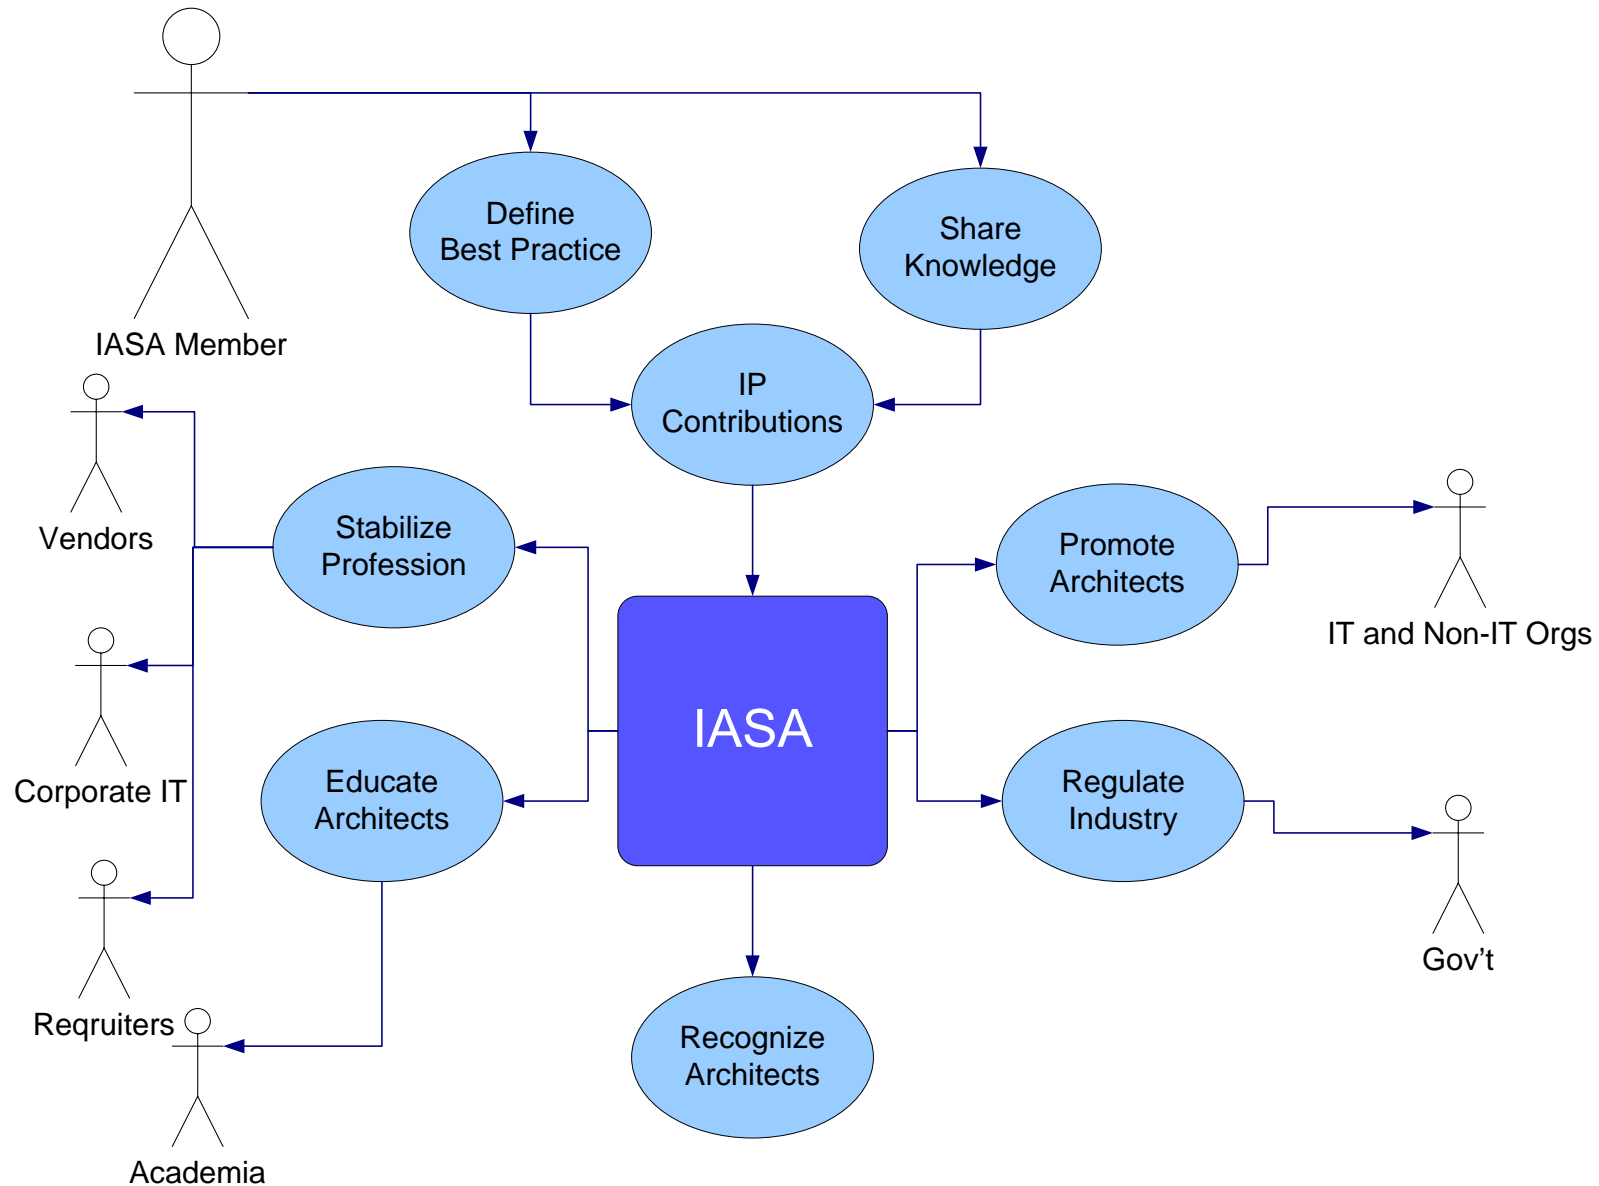 Define
Best Practice
Share
Knowledge
IASA Member
IP
Contributions
Vendors
Stabilize
Profession
Promote
Architects
IT and Non-IT Orgs
IASA
Corporate IT
Educate
Architects
Regulate
Industry
Gov’t
Reqruiters
Recognize
Architects
Academia